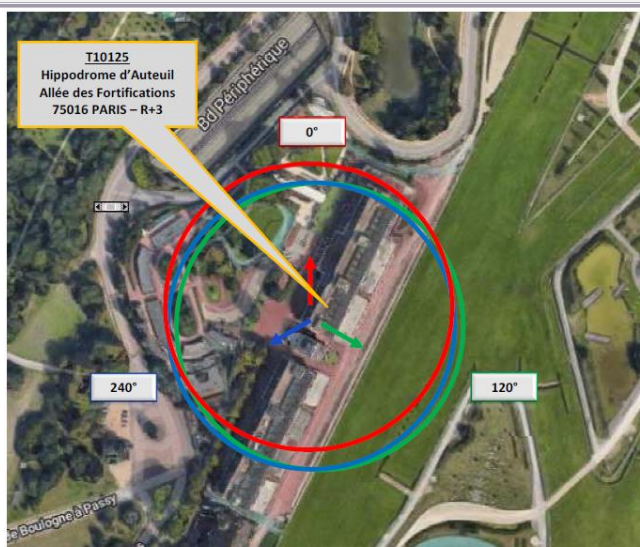 T10125
Hippodrome d'Auteuil
Allée des Fortifications
75016 PARIS – R+3
Bd Périphérique
0°
240°
120°
de Boulogne à Passy